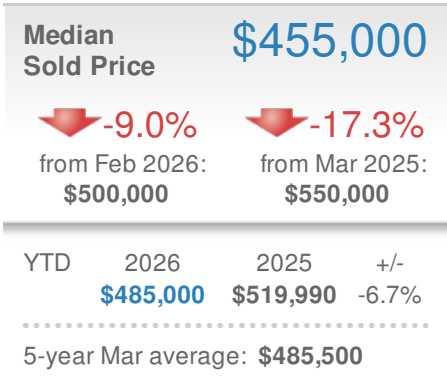 Median
Sold Price
$455,000
-9.0% -17.3%
from Feb 2026: from Mar 2025:
$500,000 $550,000
YTD 2026 2025 +/-
$485,000 $519,990 -6.7%
5-year Mar average: $485,500